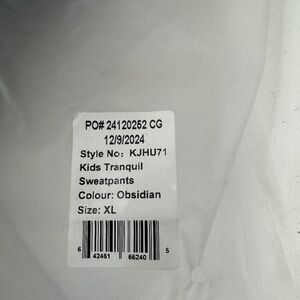 PO# 24120252 CG
12/9/2024
Style No: KJHU71
Kids Tranquil
Sweatpants
Colour: Obsidian
Size: XL
6 42461 66240 5